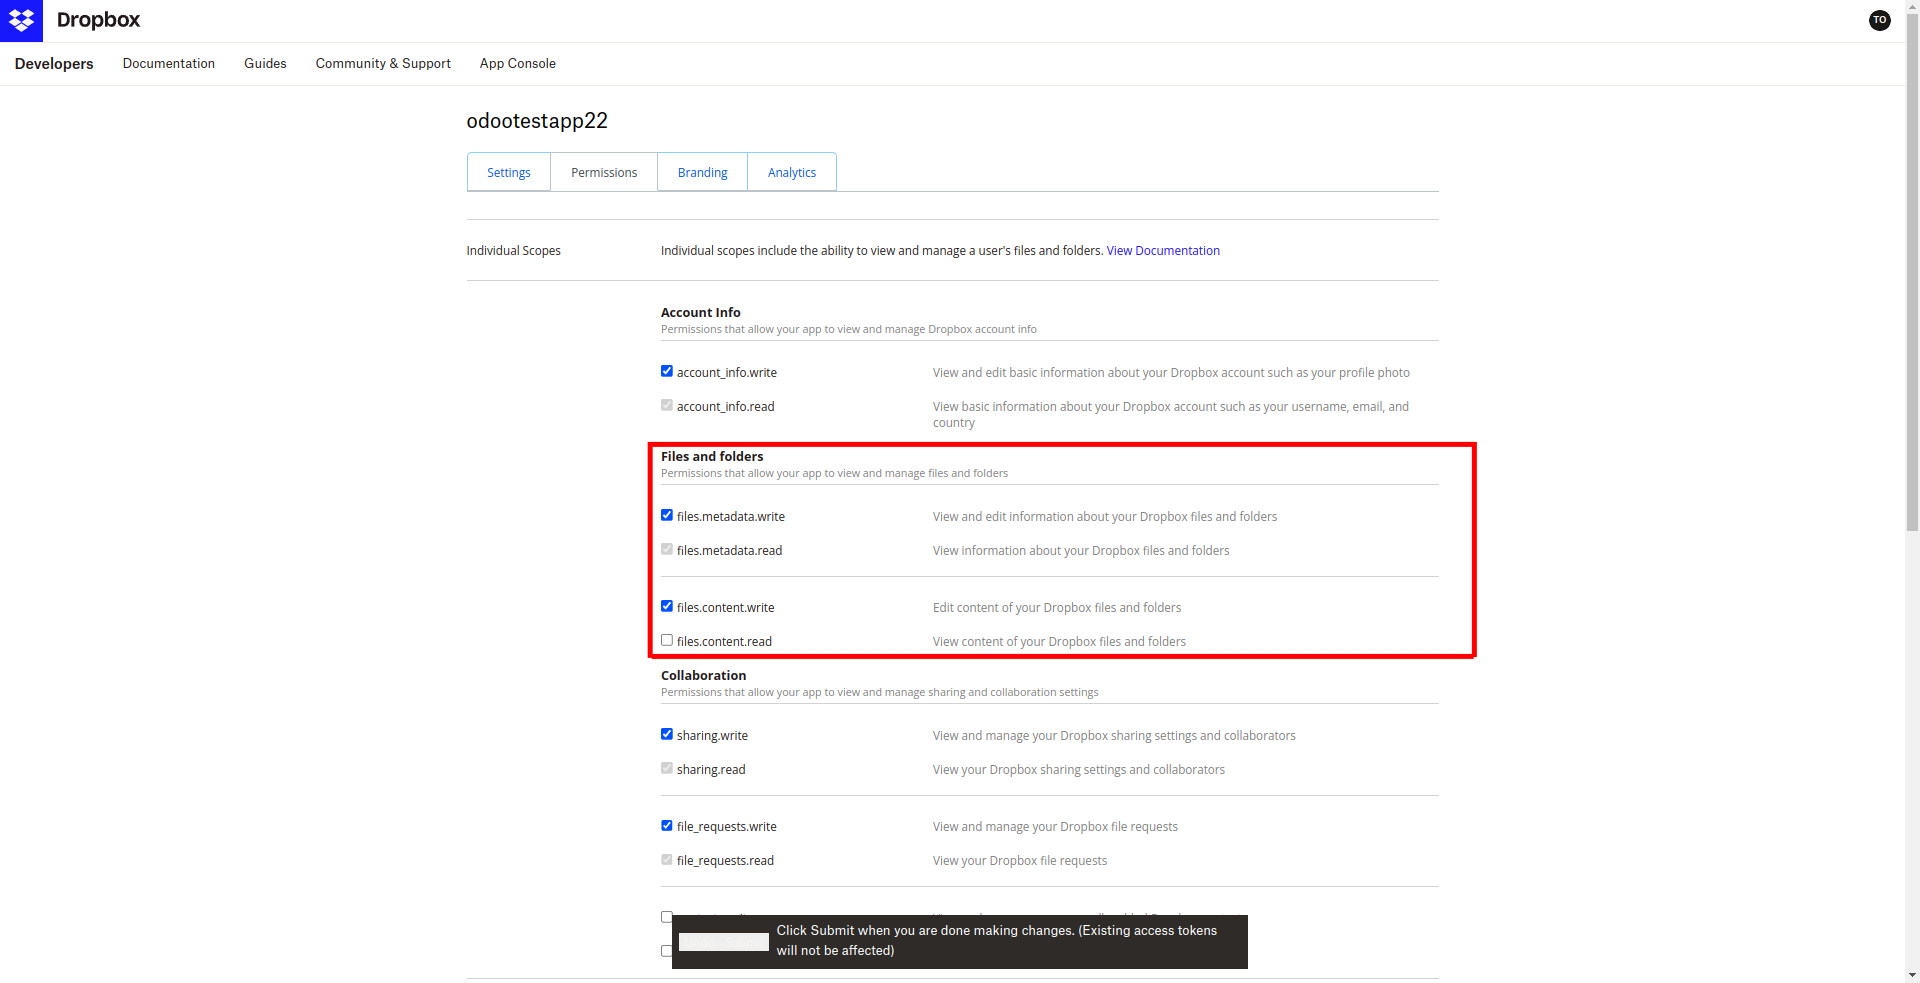 Dropbox
TO
Developers
Documentation
Guides
Community & Support
App Console
odootestapp22
Settings
Permissions
Branding
Analytics
Individual Scopes
Individual scopes include the ability to view and manage a user's files and folders. View Documentation
Account Info
Permissions that allow your app to view and manage Dropbox account info
account_info.write
View and edit basic information about your Dropbox account such as your profile photo
account_info.read
View basic information about your Dropbox account such as your username, email, and
country
Files and folders
Permissions that allow your app to view and manage files and folders
files.metadata.write
View and edit information about your Dropbox files and folders
files.metadata.read
View information about your Dropbox files and folders
files.content.write
Edit content of your Dropbox files and folders
files.content.read
View content of your Dropbox files and folders
Collaboration
Permissions that allow your app to view and manage sharing and collaboration settings
sharing.write
View and manage your Dropbox sharing settings and collaborators
sharing.read
View your Dropbox sharing settings and collaborators
file_requests.write
View and manage your Dropbox file requests
file_requests.read
View your Dropbox file requests
Click Submit when you are done making changes. (Existing access tokens
will not be affected)